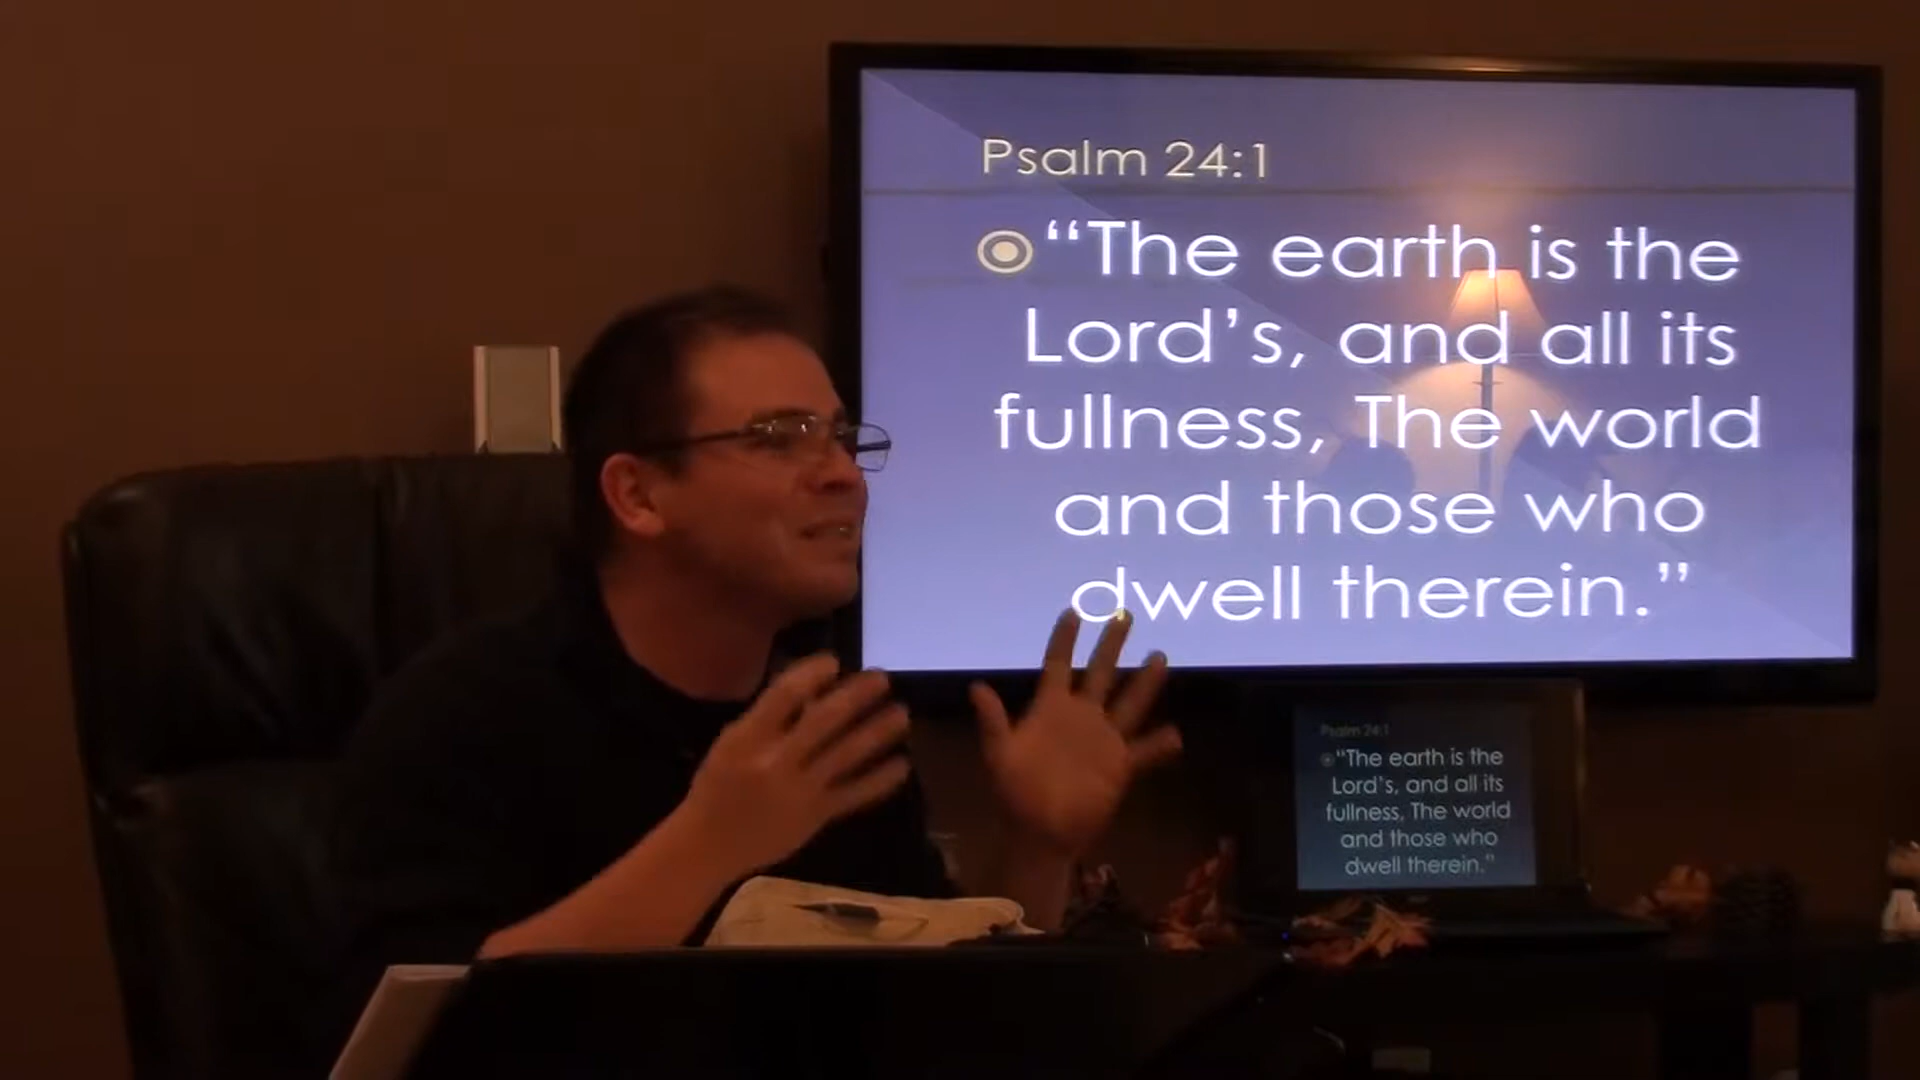 Psalm 24:1
“The earth is the
Lord’s, and all its
fullness, The world
and those who
dwell therein.”
Psalm 24:1
“The earth is the
Lord’s, and all its
fullness, The world
and those who
dwell therein.”